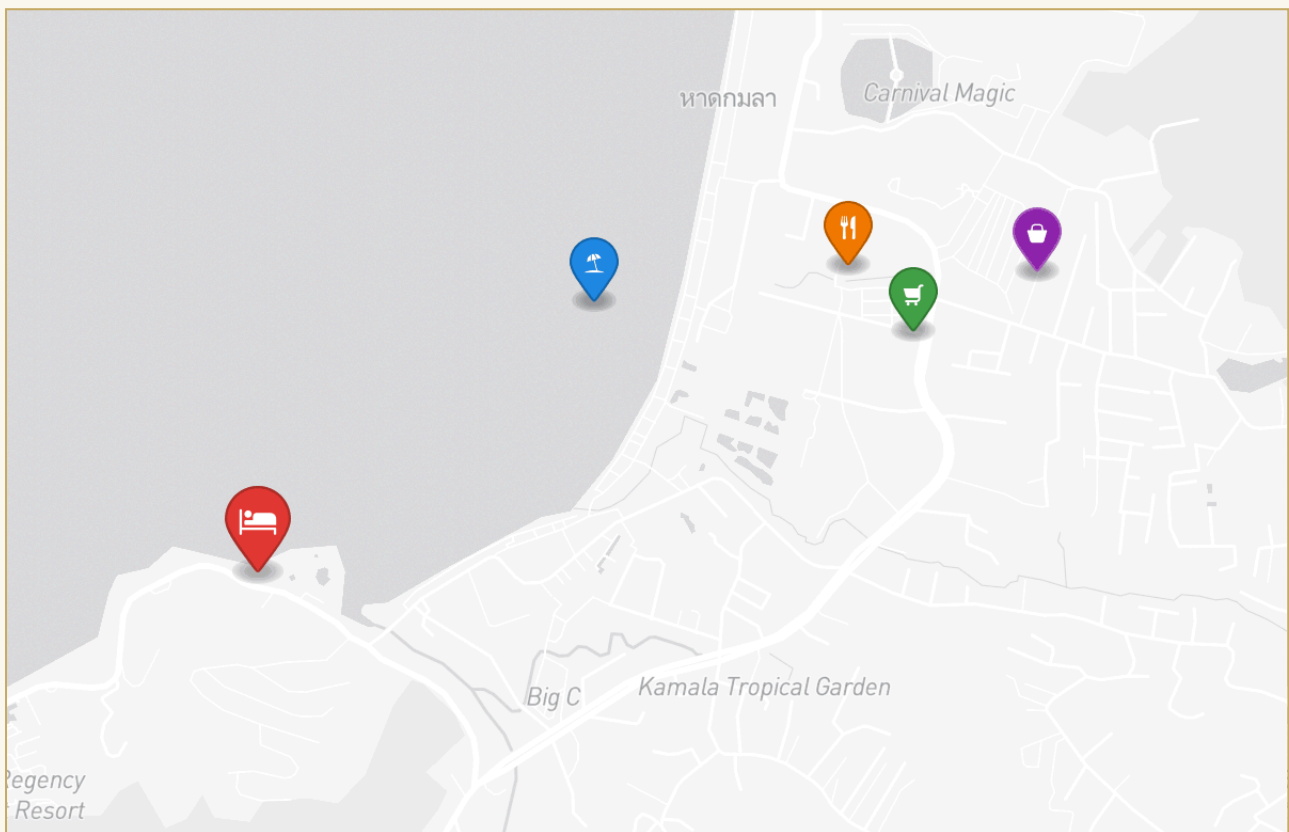 หาดกมลา
Carnival Magic
Kamala Tropical Garden
Big C
Regency
Resort